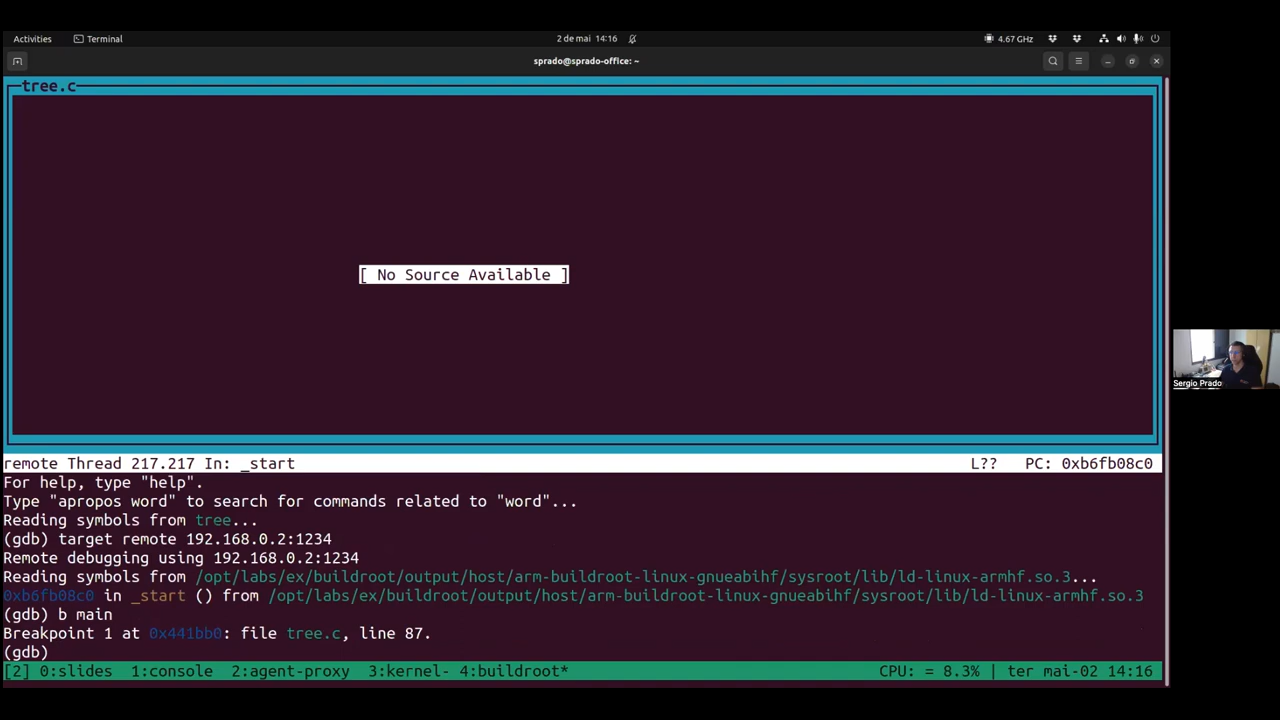 Activities Terminal 2 de mai 14:16 4.67 GHz
sprado@sprado-office: ~
tree.c
[ No Source Available ]
Sergio Prado
remote Thread 217.217 In: _start L?? PC: 0xb6fb08c0
For help, type "help".
Type "apropos word" to search for commands related to "word"...
Reading symbols from tree...
(gdb) target remote 192.168.0.2:1234
Remote debugging using 192.168.0.2:1234
Reading symbols from /opt/labs/ex/buildroot/output/host/arm-buildroot-linux-gnueabihf/sysroot/lib/ld-linux-armhf.so.3...
0xb6fb08c0 in _start () from /opt/labs/ex/buildroot/output/host/arm-buildroot-linux-gnueabihf/sysroot/lib/ld-linux-armhf.so.3
(gdb) b main
Breakpoint 1 at 0x441bb0: file tree.c, line 87.
(gdb)
[2] 0:slides 1:console 2:agent-proxy 3:kernel- 4:buildroot* CPU: = 8.3% | ter mai-02 14:16